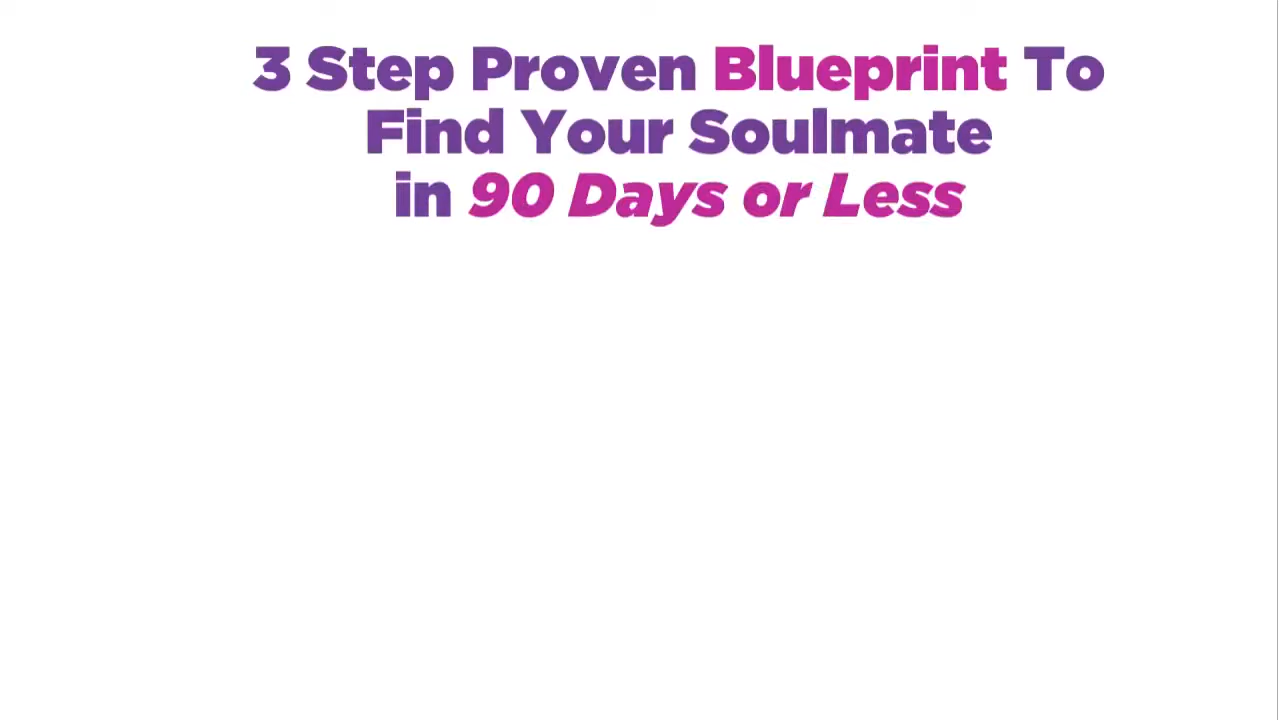 3 Step Proven Blueprint To
Find Your Soulmate
in 90 Days or Less